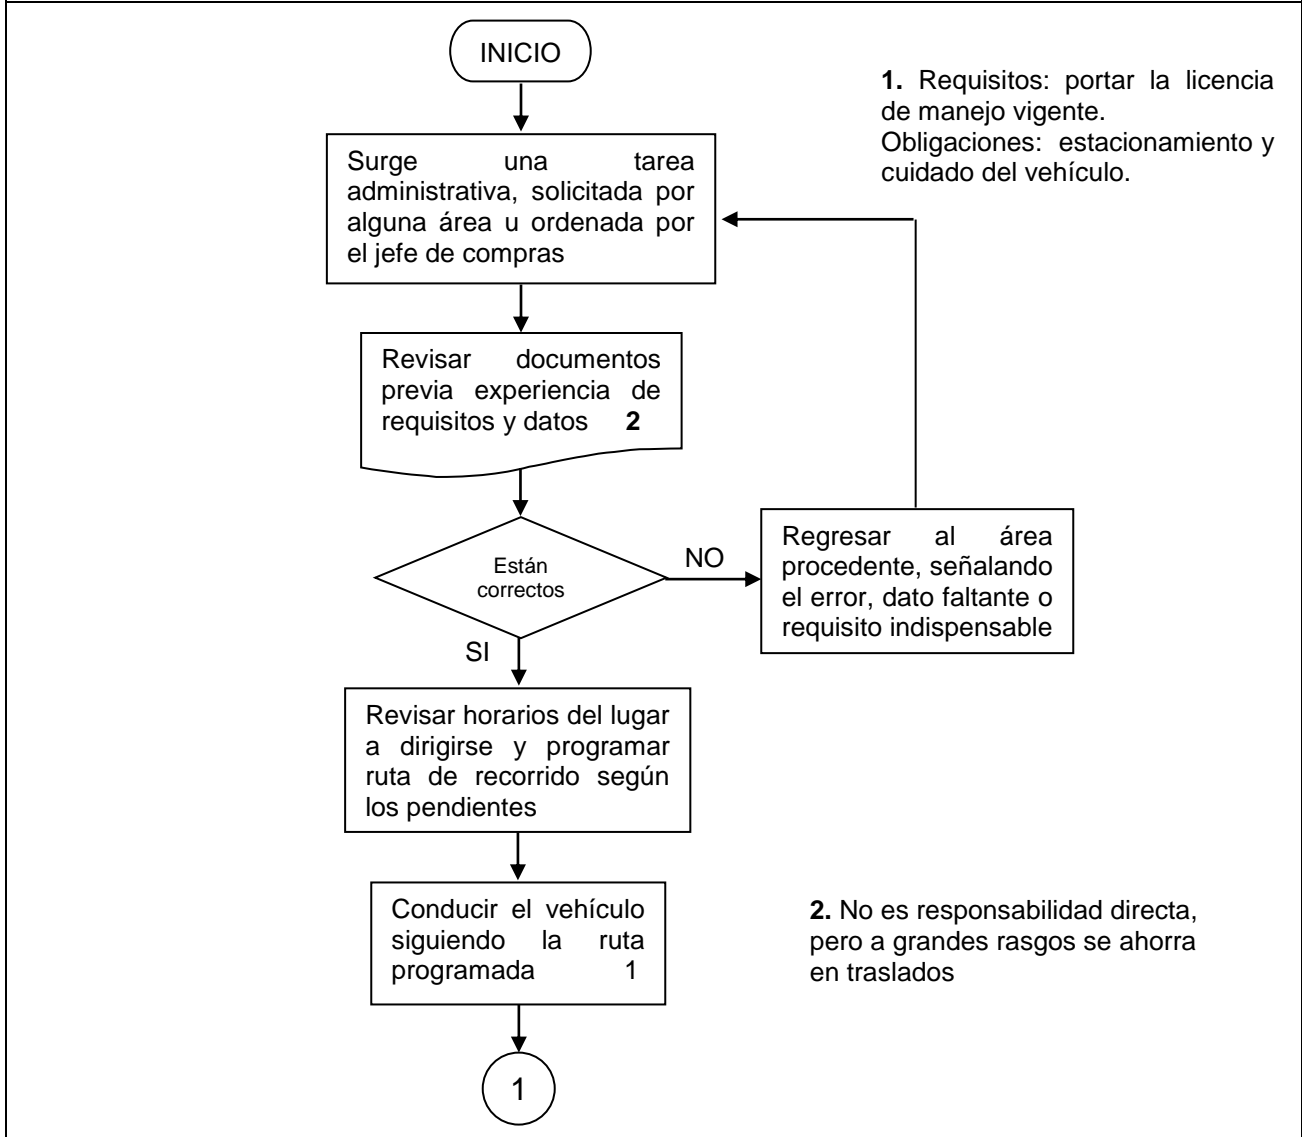 INICIO
1. Requisitos: portar la licencia
de manejo vigente.
Obligaciones: estacionamiento y
cuidado del vehículo.
Surge una tarea
administrativa, solicitada por
alguna área u ordenada por
el jefe de compras
Revisar documentos
previa experiencia de
requisitos y datos 2
Están
correctos
NO
Regresar al área
procedente, señalando
el error, dato faltante o
requisito indispensable
SI
Revisar horarios del lugar
a dirigirse y programar
ruta de recorrido según
los pendientes
Conducir el vehículo
siguiendo la ruta
programada 1
2. No es responsabilidad directa,
pero a grandes rasgos se ahorra
en traslados
1